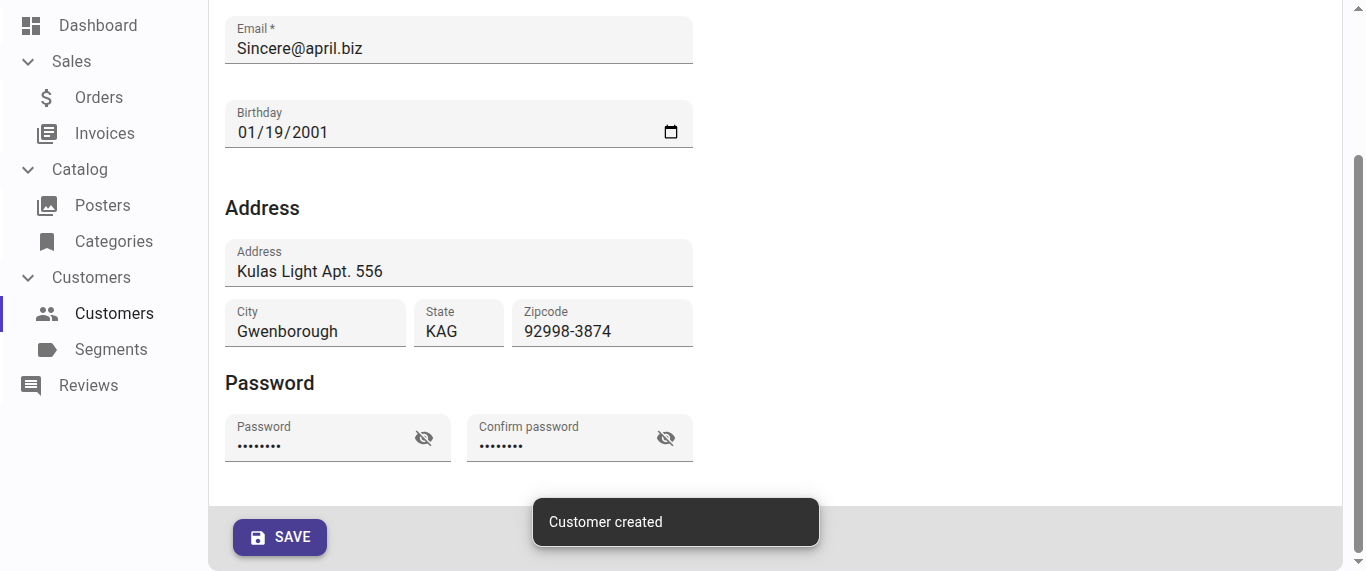 Dashboard
Sales
Orders
Invoices
Catalog
Posters
Categories
Customers
Customers
Segments
Reviews
Email *
Sincere@april.biz
Birthday
01/19/2001
Address
Address
Kulas Light Apt. 556
City
Gwenborough
State
KAG
Zipcode
92998-3874
Password
Password
••••••••
Confirm password
••••••••
SAVE
Customer created